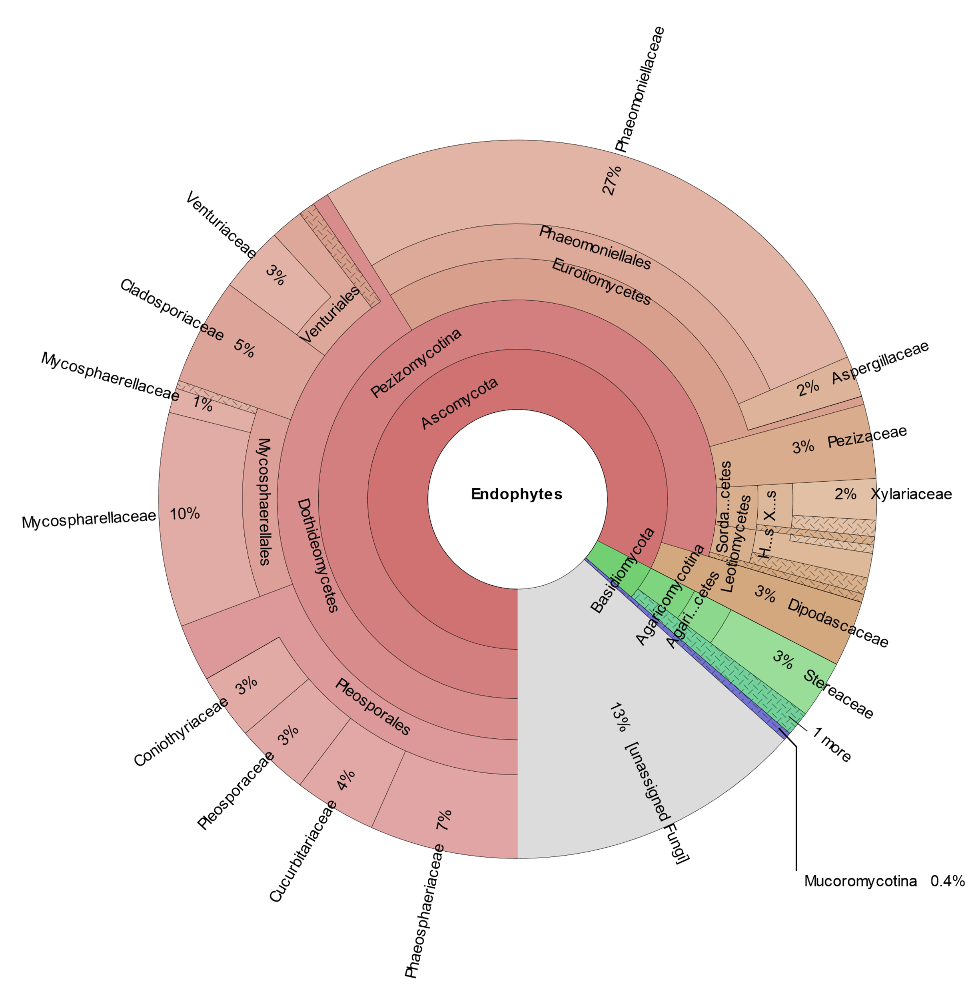 Phaeomoniellaceae
27%
Phaeomoniellales
Eurotiomycetes
Venturiaceae
3%
Venturiales
Cladosporiaceae
5%
Mycosphaerellaceae
1%
Mycospharellaceae 10%
Mycosphaerellales
Dothideomycetes
Pezizomycotina
Ascomycota
Endophytes
2% Aspergillaceae
3% Pezizaceae
2% Xylariaceae
Sorda...cetes
X...s
Leotiomycetes
H...s
3% Dipodascaceae
Basidiomycota
Agaricomycotina
Agari...cetes
3% Stereaceae
1 more
Mucoromycotina 0.4%
13% [unassigned Fungi]
Pleosporales
Coniothyriaceae 3%
Pleosporaceae 3%
Cucurbitariaceae 4%
Phaeosphaeriaceae 7%